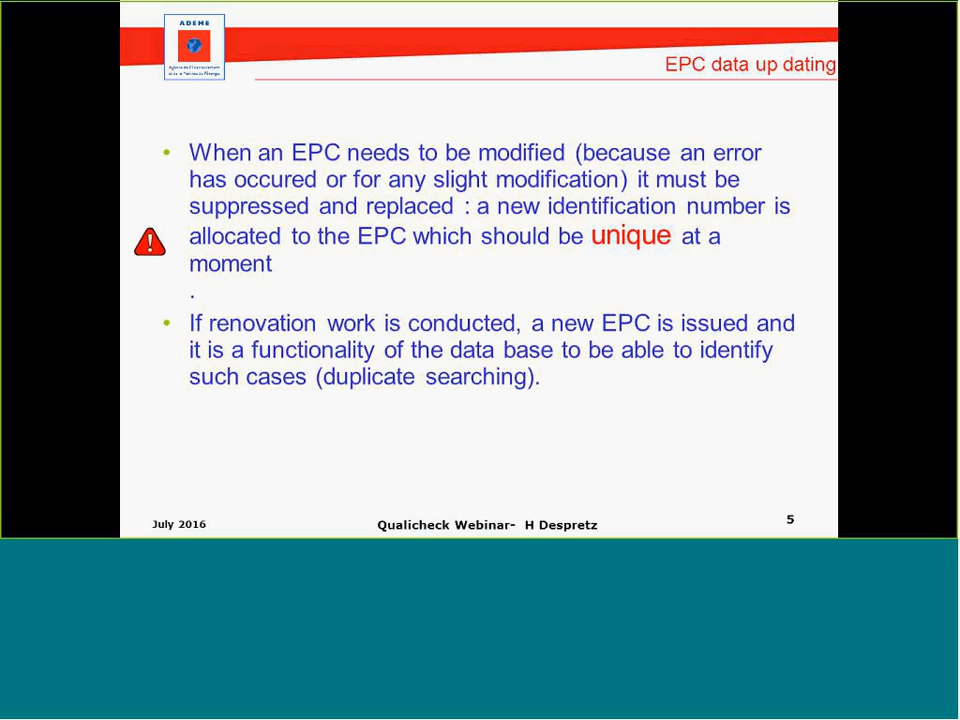 ADEME
EPC data up dating
• When an EPC needs to be modified (because an error
has occured or for any slight modification) it must be
suppressed and replaced : a new identification number is
allocated to the EPC which should be unique at a
moment
.
• If renovation work is conducted, a new EPC is issued and
it is a functionality of the data base to be able to identify
such cases (duplicate searching).
July 2016
Qualicheck Webinar- H Despretz
5